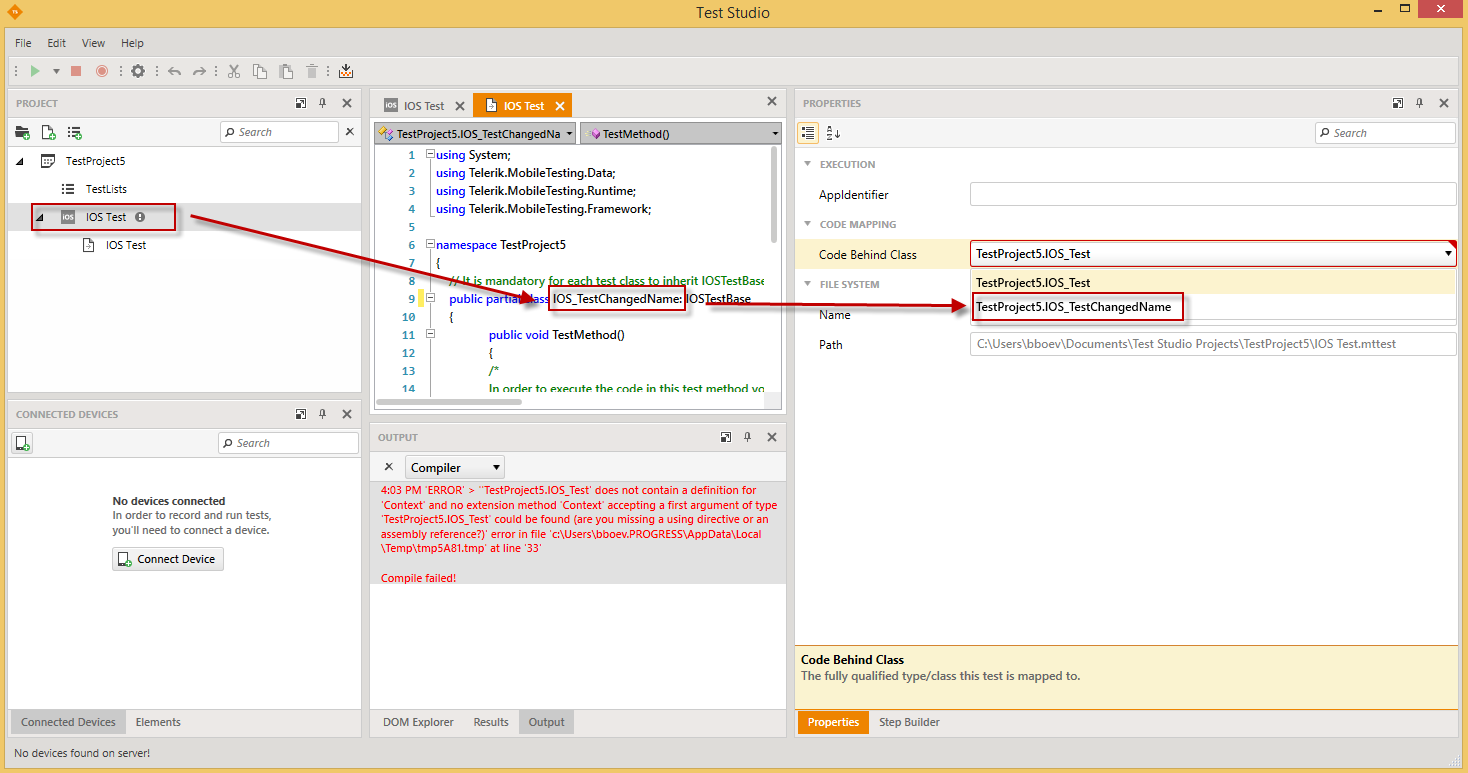 Test Studio
File Edit View Help
PROJECT
Search
TestProject5
TestLists
IOS IOS Test
IOS Test
CONNECTED DEVICES
Search
No devices connected
In order to record and run tests,
you'll need to connect a device.
Connect Device
Connected Devices Elements
No devices found on server!
IOS IOS Test IOS Test
TestProject5.IOS_TestChangedNa TestMethod()
1 using System;
2 using Telerik.MobileTesting.Data;
3 using Telerik.MobileTesting.Runtime;
4 using Telerik.MobileTesting.Framework;
5
6 namespace TestProject5
7 {
8 // It is mandatory for each test class to inherit IOSTestBase
9 public partial class IOS_TestChangedName: IOSTestBase
10 {
11 public void TestMethod()
12 {
13 /*
14 In order to execute the code in this test method yo
OUTPUT
Compiler
4:03 PM 'ERROR' > ''TestProject5.IOS_Test' does not contain a definition for
'Context' and no extension method 'Context' accepting a first argument of type
'TestProject5.IOS_Test' could be found (are you missing a using directive or an
assembly reference?)' error in file 'c:\Users\bboev.PROGRESS\AppData\Local
\Temp\tmp5A81.tmp' at line '33'
Compile failed!
DOM Explorer Results Output
PROPERTIES
Search
EXECUTION
AppIdentifier
CODE MAPPING
Code Behind Class TestProject5.IOS_Test
TestProject5.IOS_Test
FILE SYSTEM
TestProject5.IOS_TestChangedName
Name
Path C:\Users\bboev\Documents\Test Studio Projects\TestProject5\IOS Test.mttest
Code Behind Class
The fully qualified type/class this test is mapped to.
Properties Step Builder